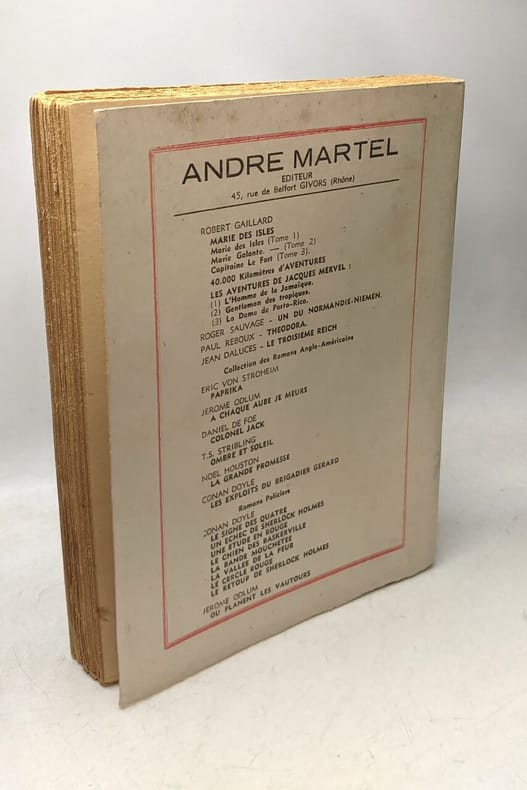 ANDRE MARTEL
EDITEUR
45, rue de Belfort GIVORS (Rhône)
ROBERT GAILLARD
MARIE DES ISLES
Marie des Isles (Tome 1)
Marie Galante. — (Tome 2)
Capitaine Le Fort (Tome 3).
40.000 Kilomètres d'AVENTURES
LES AVENTURES DE JACQUES MERVEL :
(1) L'Homme de la Jamaïque.
(2) Gentleman des tropiques.
(3) La Dame de Porto-Rico.
ROGER SAUVAGE - UN DU NORMANDIE-NIEMEN.
PAUL REBOUX - THEODORA.
JEAN DALUCES - LE TROISIEME REICH
Collection des Romans Anglo-Américains
ERIC VON STROHEIM
PAPRIKA
JEROME ODLUM
A CHAQUE AUBE JE MEURS
DANIEL DE FOE
COLONEL JACK
T.S. STRIBLING
OMBRE ET SOLEIL
NOEL HOUSTON
LA GRANDE PROMESSE
CONAN DOYLE
LES EXPLOITS DU BRIGADIER GERARD
Romans Policiers
CONAN DOYLE
LE SIGNE DES QUATRE
UN ECHEC DE SHERLOCK HOLMES
UNE ETUDE EN ROUGE
LE CHIEN DES BASKERVILLE
LA BANDE MOUCHETEE
LA VALLEE DE LA PEUR
LE CERCLE ROUGE
LE RETOUR DE SHERLOCK HOLMES
JEROME ODLUM
OU PLANENT LES VAUTOURS